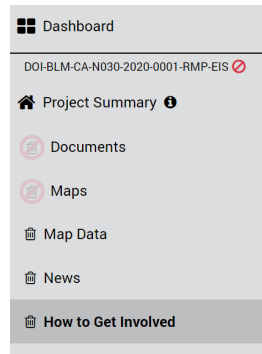 Dashboard
DOI-BLM-CA-N030-2020-0001-RMP-EIS
Project Summary
Documents
Maps
Map Data
News
How to Get Involved